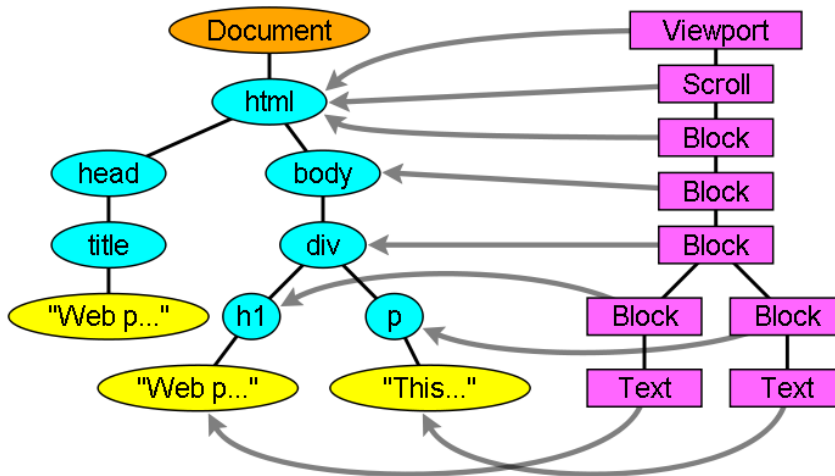 Document
Viewport
html
Scroll
Block
head
body
Block
title
div
Block
"Web p..."
h1
p
Block
Block
"Web p..."
"This..."
Text
Text